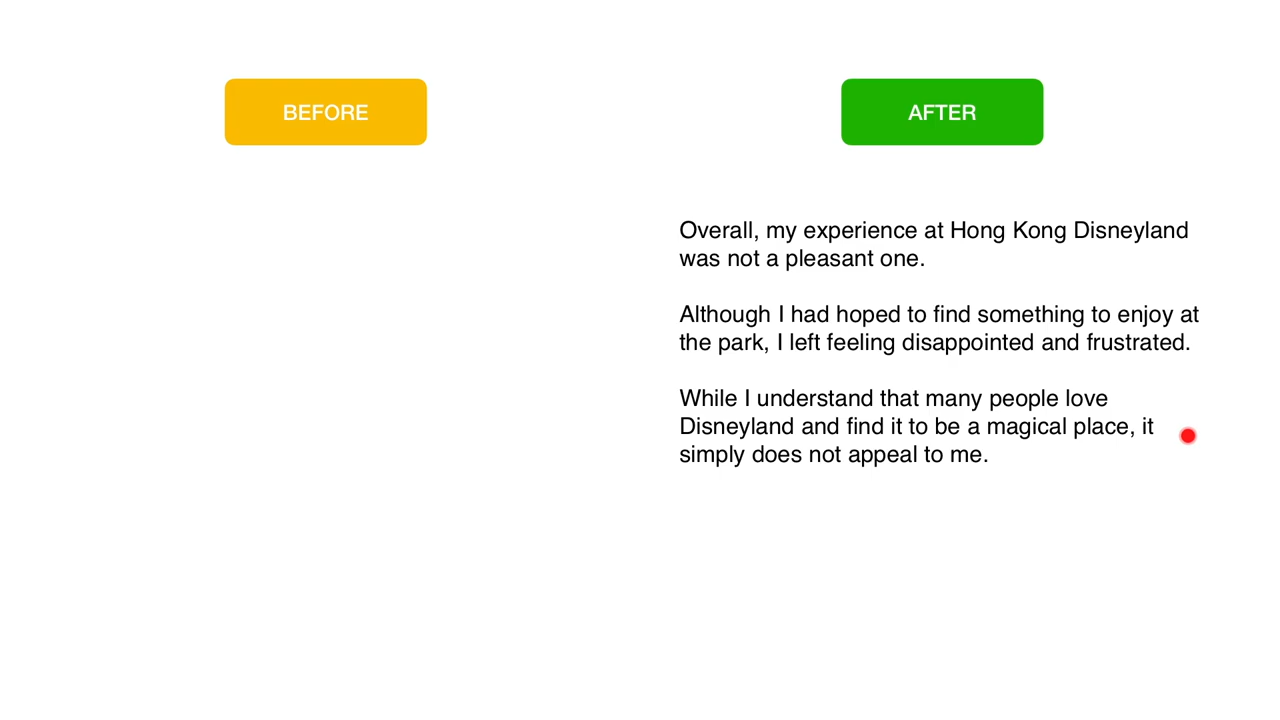 BEFORE
AFTER
Overall, my experience at Hong Kong Disneyland
was not a pleasant one.
Although I had hoped to find something to enjoy at
the park, I left feeling disappointed and frustrated.
While I understand that many people love
Disneyland and find it to be a magical place, it
simply does not appeal to me.